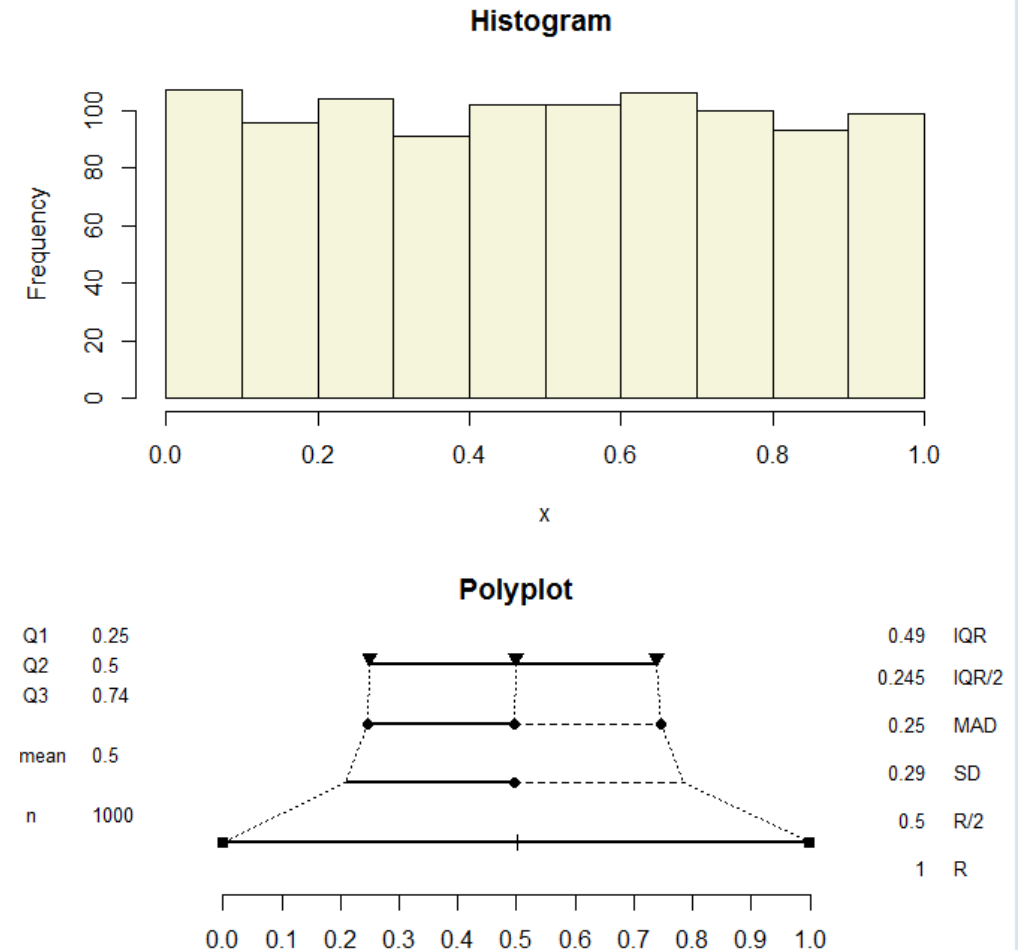 Histogram
Frequency
100
80
60
40
20
0
0.0 0.2 0.4 0.6 0.8 1.0
x
Polyplot
Q1 0.25
Q2 0.5
Q3 0.74
mean 0.5
n 1000
0.49 IQR
0.245 IQR/2
0.25 MAD
0.29 SD
0.5 R/2
1 R
0.0 0.1 0.2 0.3 0.4 0.5 0.6 0.7 0.8 0.9 1.0